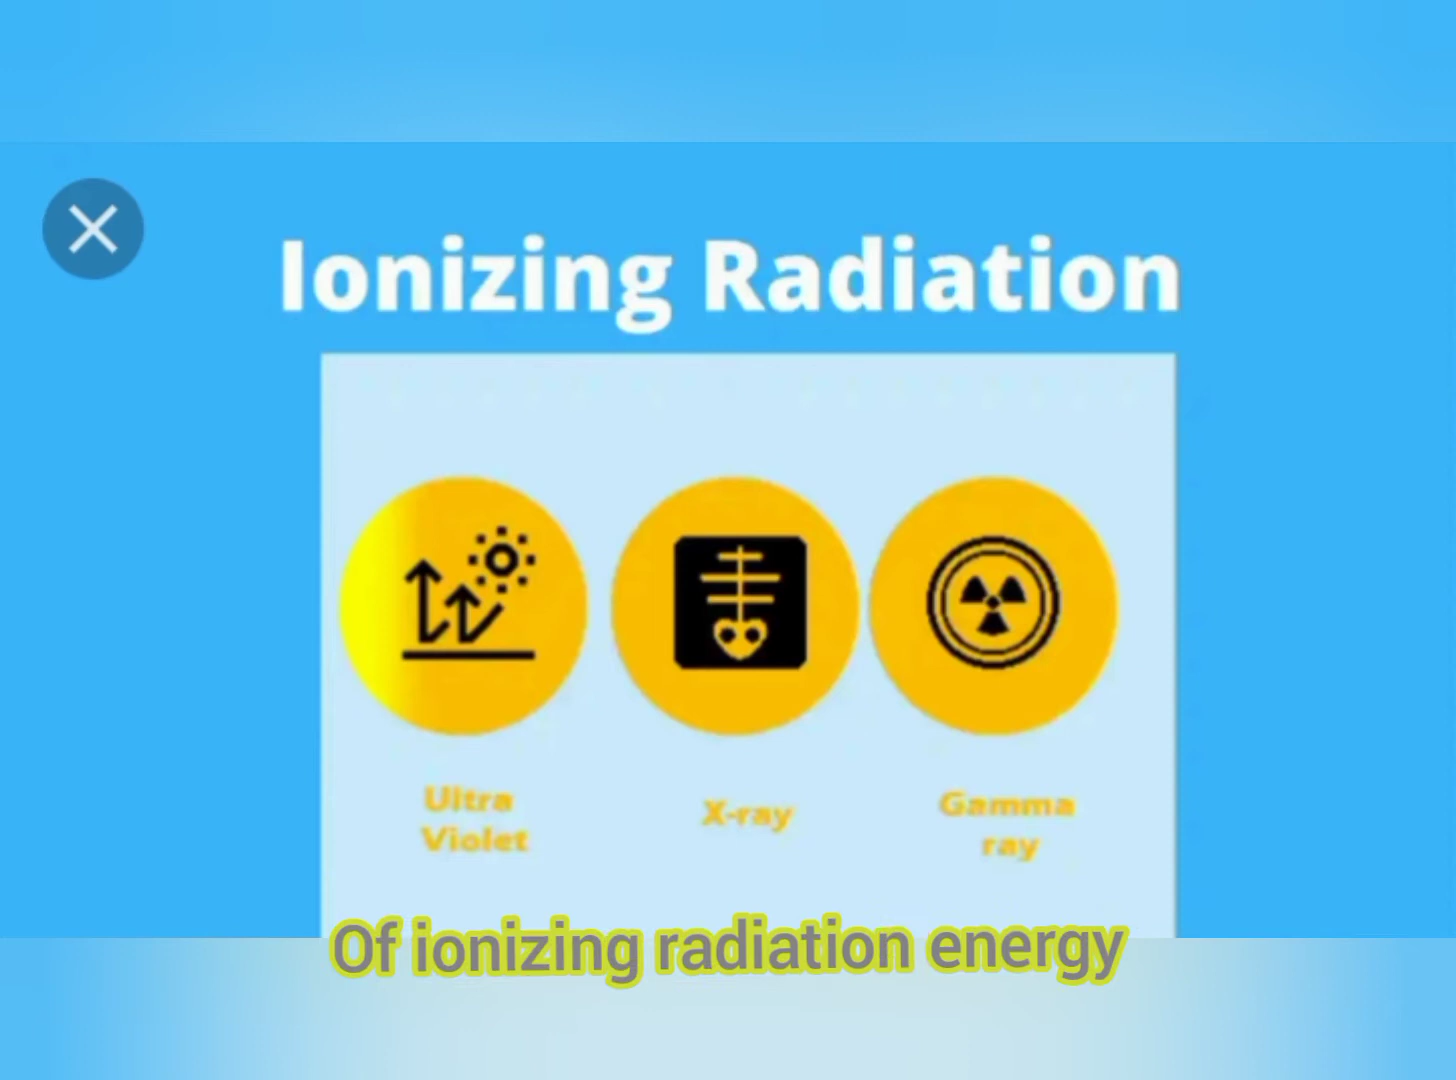 Ionizing Radiation
Ultra
Violet
X-ray
Gamma
ray
Of ionizing radiation energy